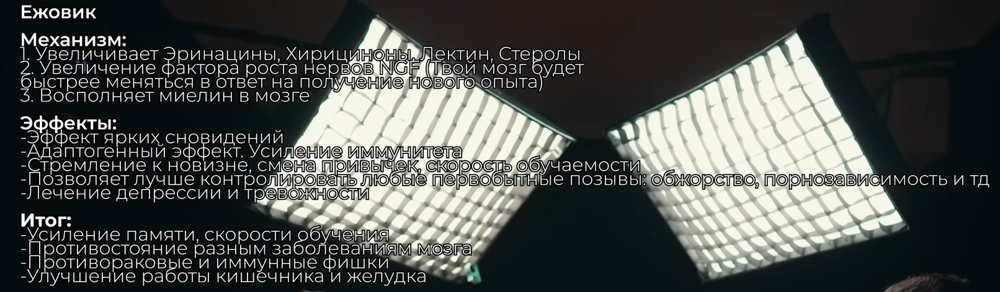 Ежовик
Механизм:
1. Увеличивает Эринацины, Хирициноны, Лектин, Стеролы
2. Увеличение фактора роста нервов NGF (Твой мозг будет
быстрее меняться в ответ на получение нового опыта)
3. Восполняет миелин в мозге
Эффекты:
-Эффект ярких сновидений
-Адаптогенный эффект. Усиление иммунитета
-Стремление к новизне, смена привычек, скорость обучаемости
-Позволяет лучше контролировать любые первобытные позывы: обжорство, порнозависимость и тд
-Лечение депрессии и тревожности
Итог:
-Усиление памяти, скорости обучения
-Противостояние разным заболеваниям мозга
-Противораковые и иммунные фишки
-Улучшение работы кишечника и желудка